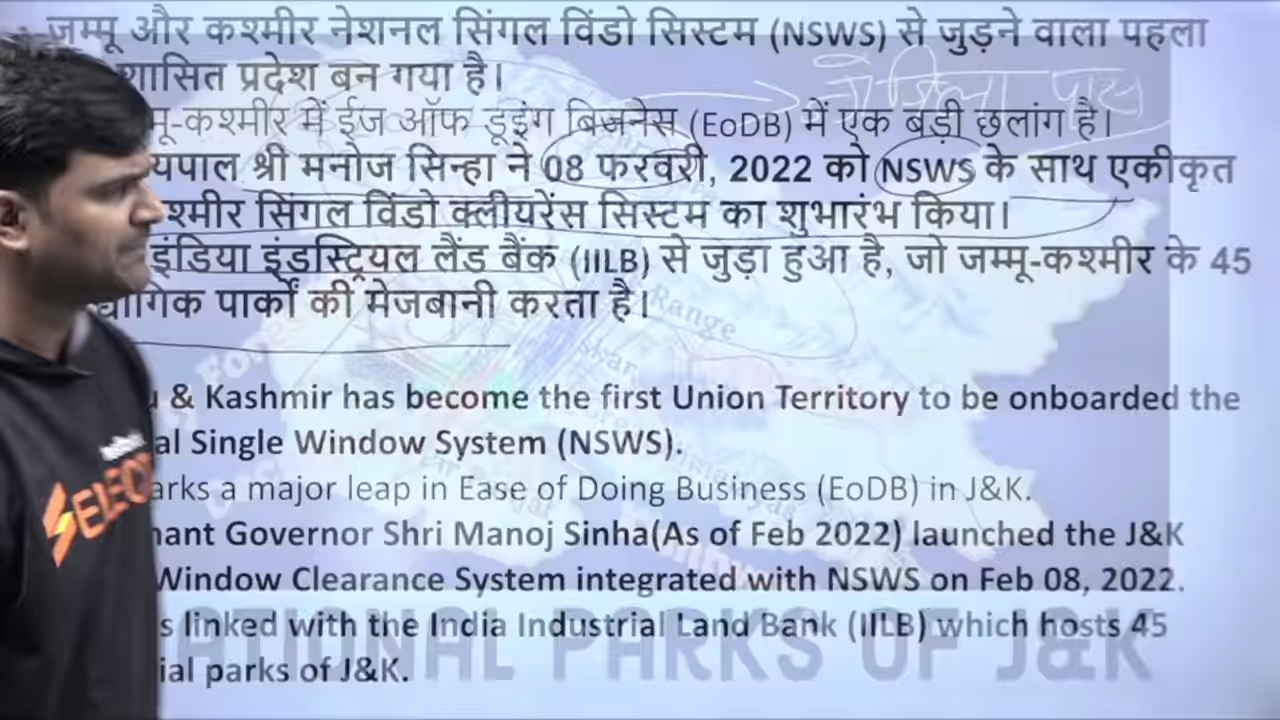 जम्मू और कश्मीर नेशनल सिंगल विंडो सिस्टम (NSWS) से जुड़ने वाला पहला
शासित प्रदेश बन गया है।
मू-कश्मीर में ईज ऑफ डूइंग बिजनेस (EoDB) में एक बड़ी छलांग है।
यपाल श्री मनोज सिन्हा ने 08 फरवरी, 2022 को NSWS के साथ एकीकृत
श्मीर सिंगल विंडो क्लीयरेंस सिस्टम का शुभारंभ किया।
इंडिया इंडस्ट्रियल लैंड बैंक (IILB) से जुड़ा हुआ है, जो जम्मू-कश्मीर के 45
द्योगिक पार्कों की मेजबानी करता है।
Range
u & Kashmir has become the first Union Territory to be onboarded the
al Single Window System (NSWS).
arks a major leap in Ease of Doing Business (EoDB) in J&K.
nant Governor Shri Manoj Sinha(As of Feb 2022) launched the J&K
Window Clearance System integrated with NSWS on Feb 08, 2022.
s linked with the India Industrial Land Bank (IILB) which hosts 45
ial parks of J&K.
NATIONAL PARKS OF J&K
SELEC